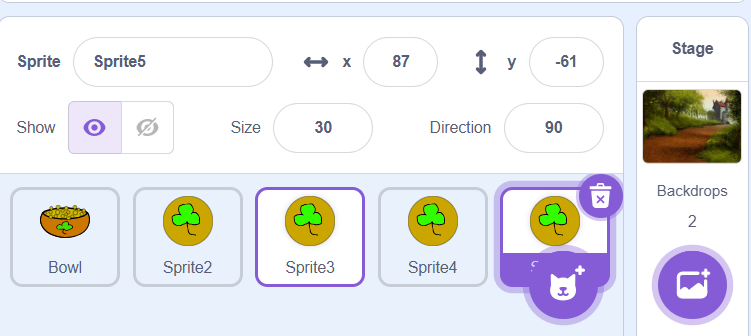 Sprite Sprite5 x 87 y -61
Show Size 30 Direction 90
Bowl Sprite2 Sprite3 Sprite4
Stage
Backdrops
2